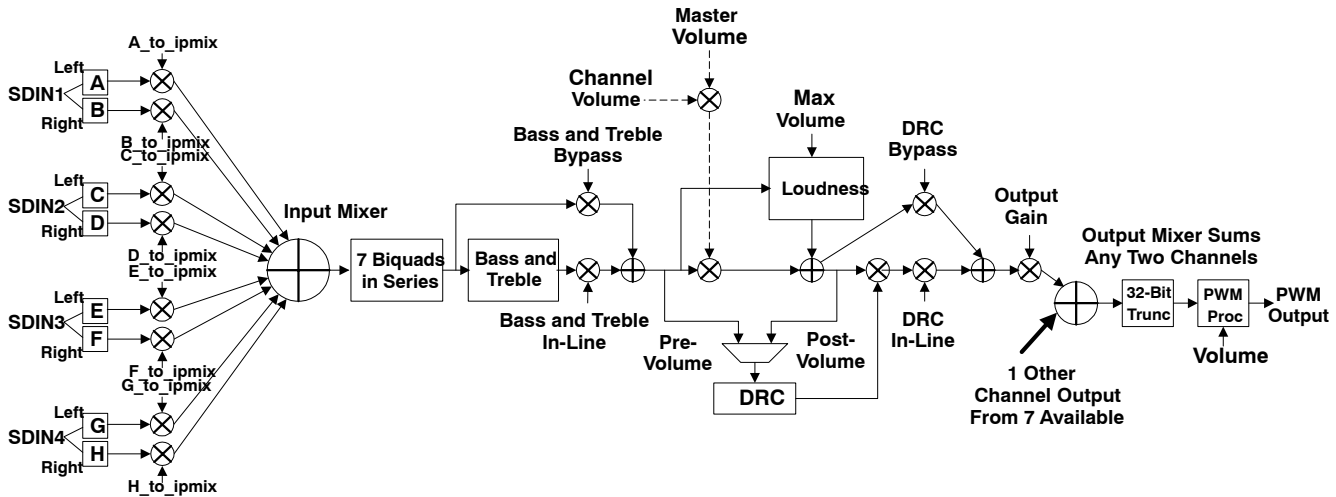 Master
Volume
A_to_ipmix
Left
A
SDIN1
B
Right
B_to_ipmix
C_to_ipmix
Left
C
SDIN2
D
Right
D_to_ipmix
E_to_ipmix
Left
E
SDIN3
F
Right
F_to_ipmix
G_to_ipmix
Left
G
SDIN4
H
Right
H_to_ipmix
Input Mixer
7 Biquads
in Series
Bass and
Treble
Bass and Treble
Bypass
Bass and Treble
In-Line
Channel
Volume
Max
Volume
Loudness
Pre-
Volume
Post-
Volume
DRC
DRC
Bypass
DRC
In-Line
Output
Gain
Output Mixer Sums
Any Two Channels
1 Other
Channel Output
From 7 Available
32-Bit
Trunc
PWM
Proc
Volume
PWM
Output